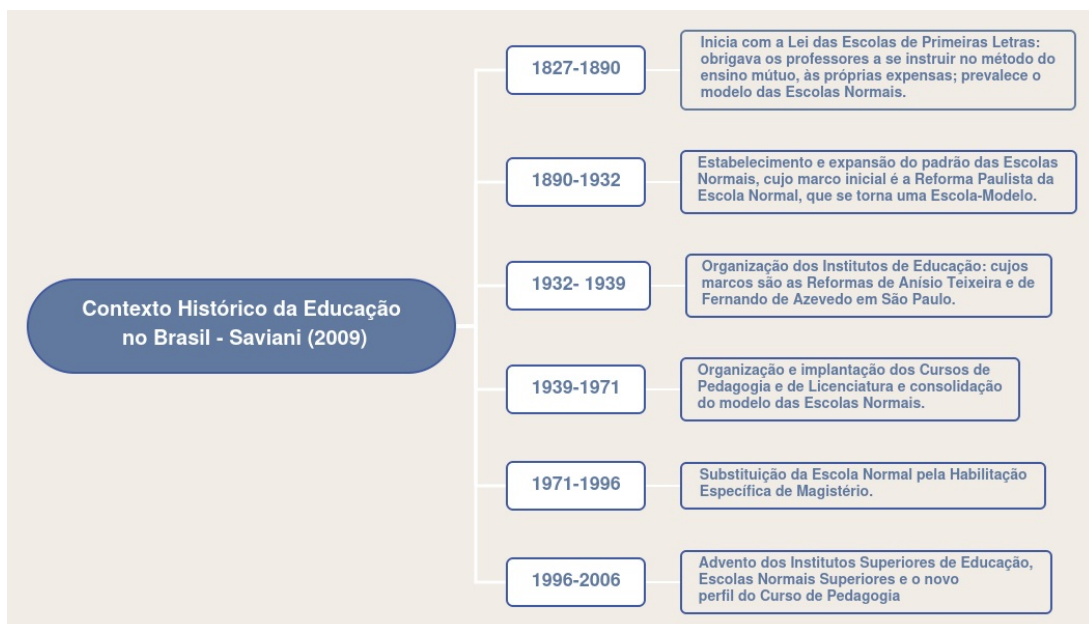 Contexto Histórico da Educação
no Brasil - Saviani (2009)
1827-1890
Inicia com a Lei das Escolas de Primeiras Letras:
obrigava os professores a se instruir no método do
ensino mútuo, às próprias expensas; prevalece o
modelo das Escolas Normais.
1890-1932
Estabelecimento e expansão do padrão das Escolas
Normais, cujo marco inicial é a Reforma Paulista da
Escola Normal, que se torna uma Escola-Modelo.
1932- 1939
Organização dos Institutos de Educação: cujos
marcos são as Reformas de Anísio Teixeira e de
Fernando de Azevedo em São Paulo.
1939-1971
Organização e implantação dos Cursos de
Pedagogia e de Licenciatura e consolidação
do modelo das Escolas Normais.
1971-1996
Substituição da Escola Normal pela Habilitação
Específica de Magistério.
1996-2006
Advento dos Institutos Superiores de Educação,
Escolas Normais Superiores e o novo
perfil do Curso de Pedagogia